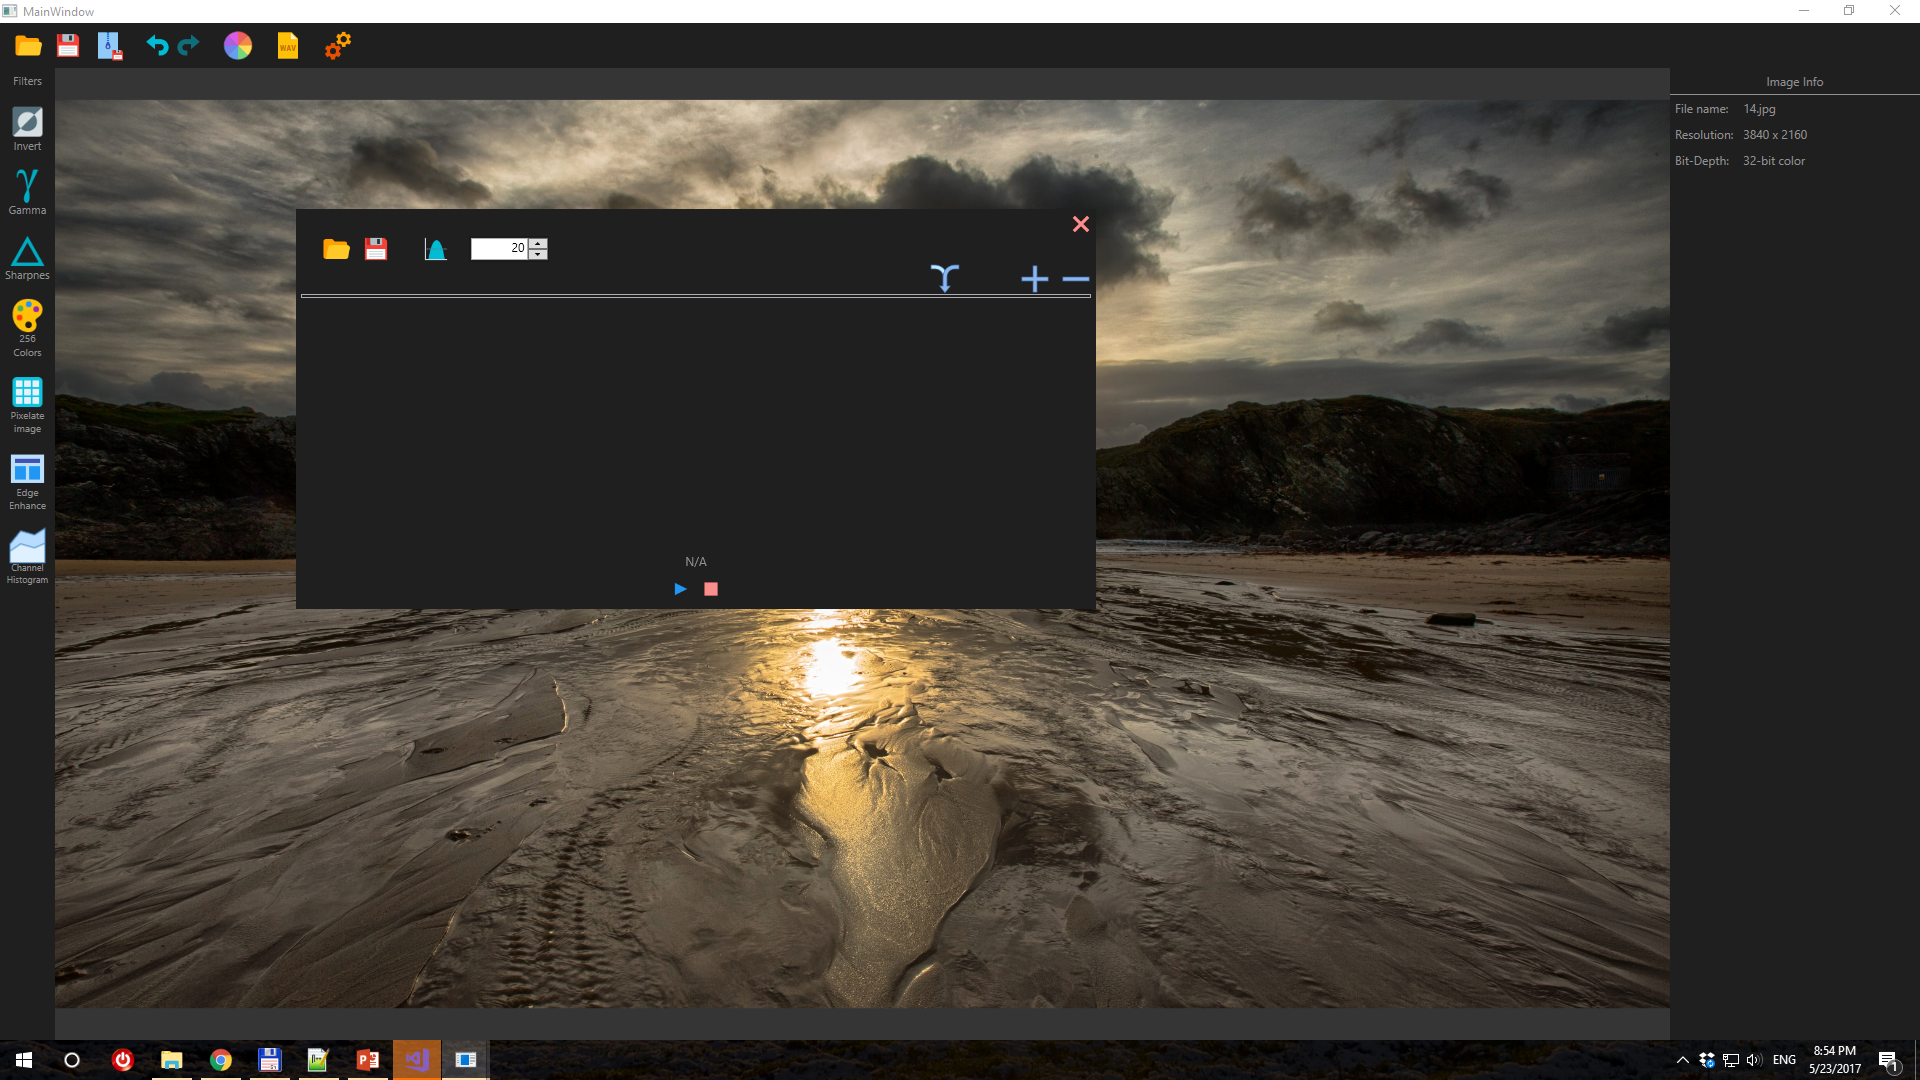 MainWindow
WAV
Filters
Invert
Gamma
Sharpnes
256
Colors
Pixelate
image
Edge
Enhance
Channel
Histogram
20
N/A
Image Info
File name: 14.jpg
Resolution: 3840 x 2160
Bit-Depth: 32-bit color
ENG
8:54 PM
5/23/2017
1